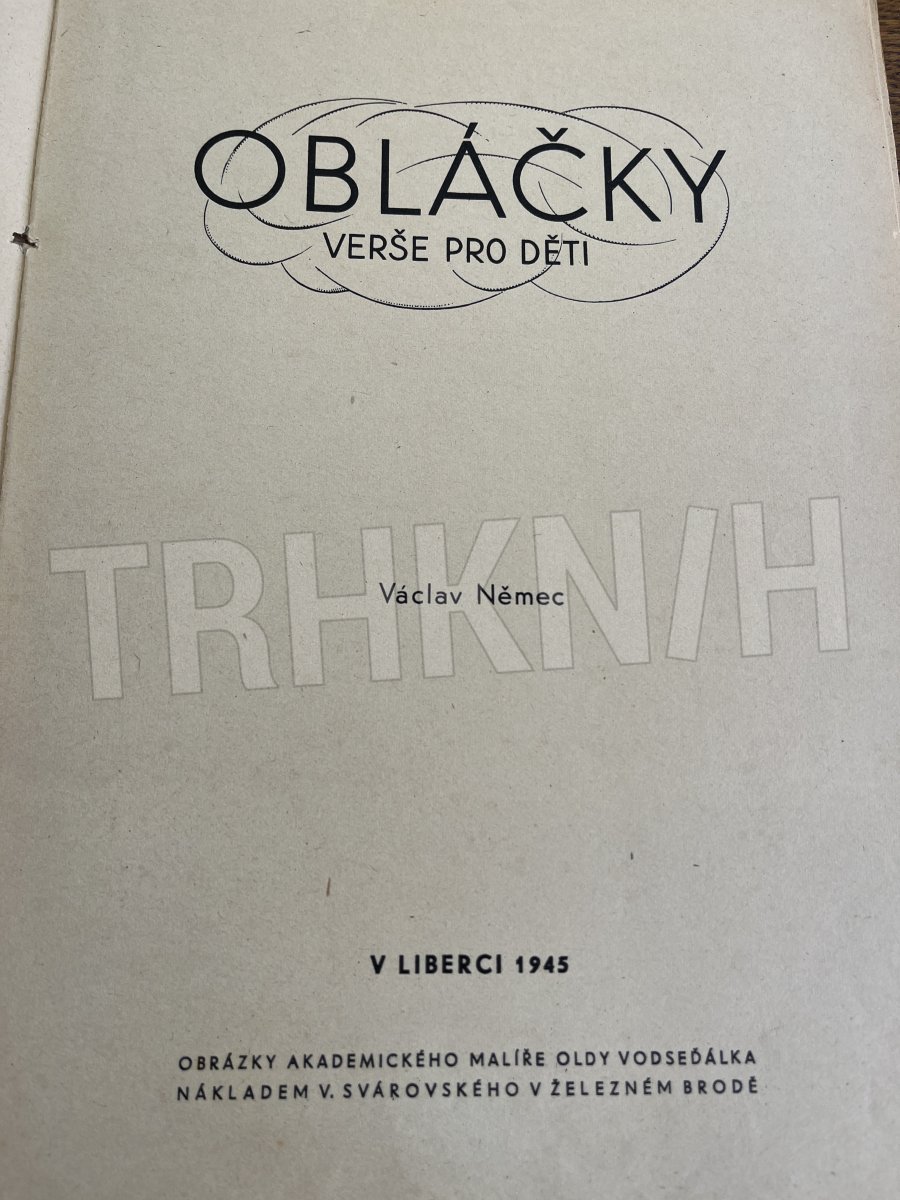 OBLÁČKY
VERŠE PRO DĚTI
TRHKNIH
Václav Němec
V LIBERCI 1945
OBRÁZKY AKADEMICKÉHO MALÍŘE OLDY VODSEĎÁLKA
NÁKLADEM V. SVÁROVSKÉHO V ŽELEZNÉM BRODĚ